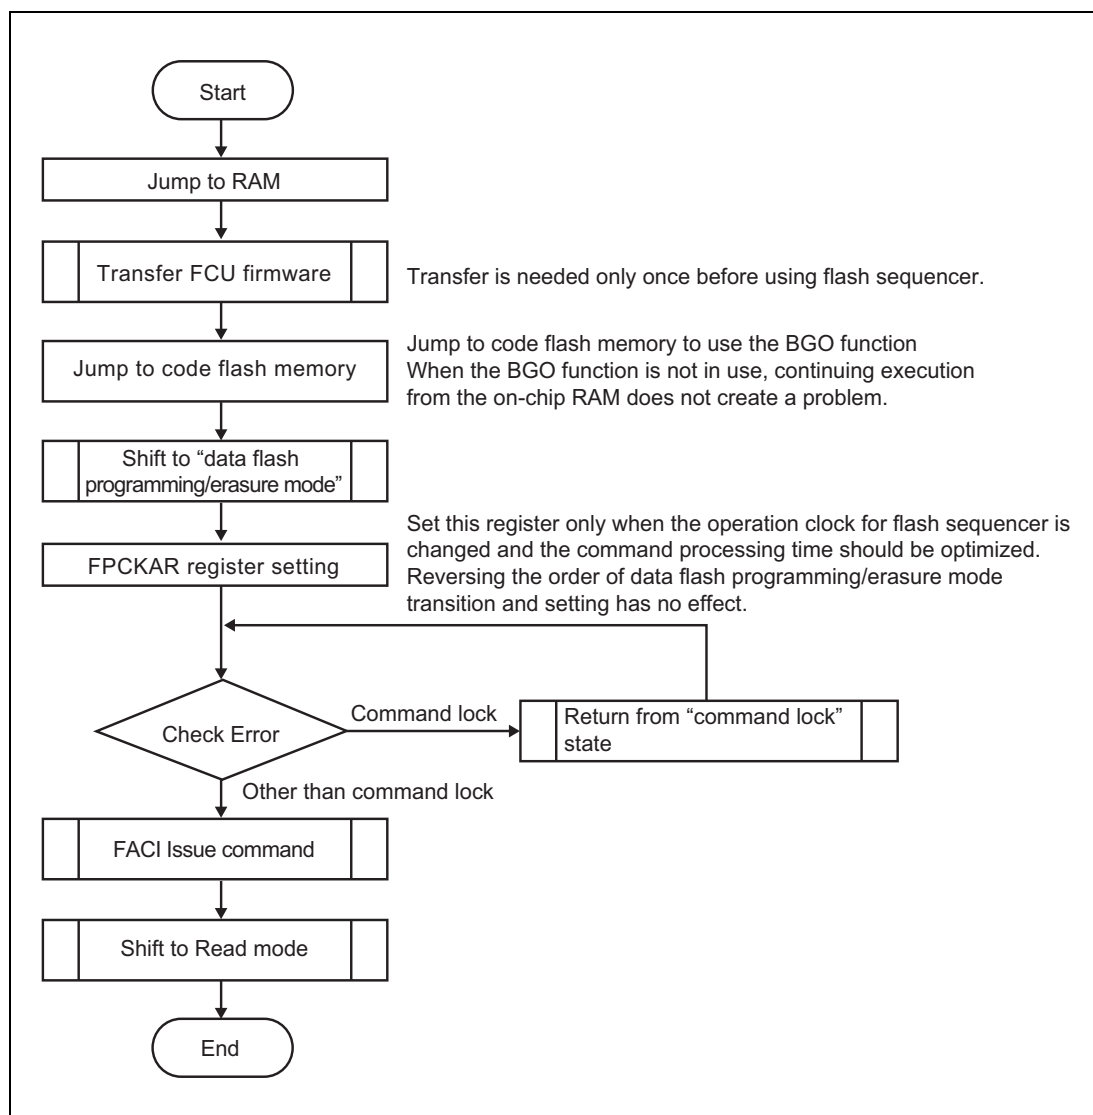 Start
Jump to RAM
Transfer FCU firmware
Transfer is needed only once before using flash sequencer.
Jump to code flash memory
Jump to code flash memory to use the BGO function
When the BGO function is not in use, continuing execution
from the on-chip RAM does not create a problem.
Shift to “data flash
programming/erasure mode”
FPCKAR register setting
Set this register only when the operation clock for flash sequencer is
changed and the command processing time should be optimized.
Reversing the order of data flash programming/erasure mode
transition and setting has no effect.
Check Error
Command lock
Return from “command lock”
state
Other than command lock
FACI Issue command
Shift to Read mode
End